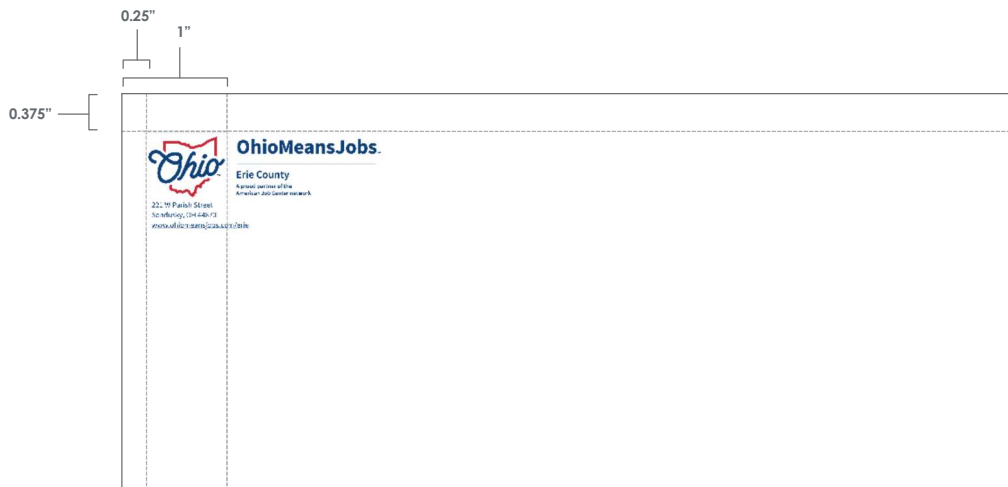 0.25”
1”
0.375”
Ohio
OhioMeansJobs
Erie County
A proud partner of the
American Job Center network
221 W Parish Street
Sandusky, OH
www.ohiomeansjobs.com/erie